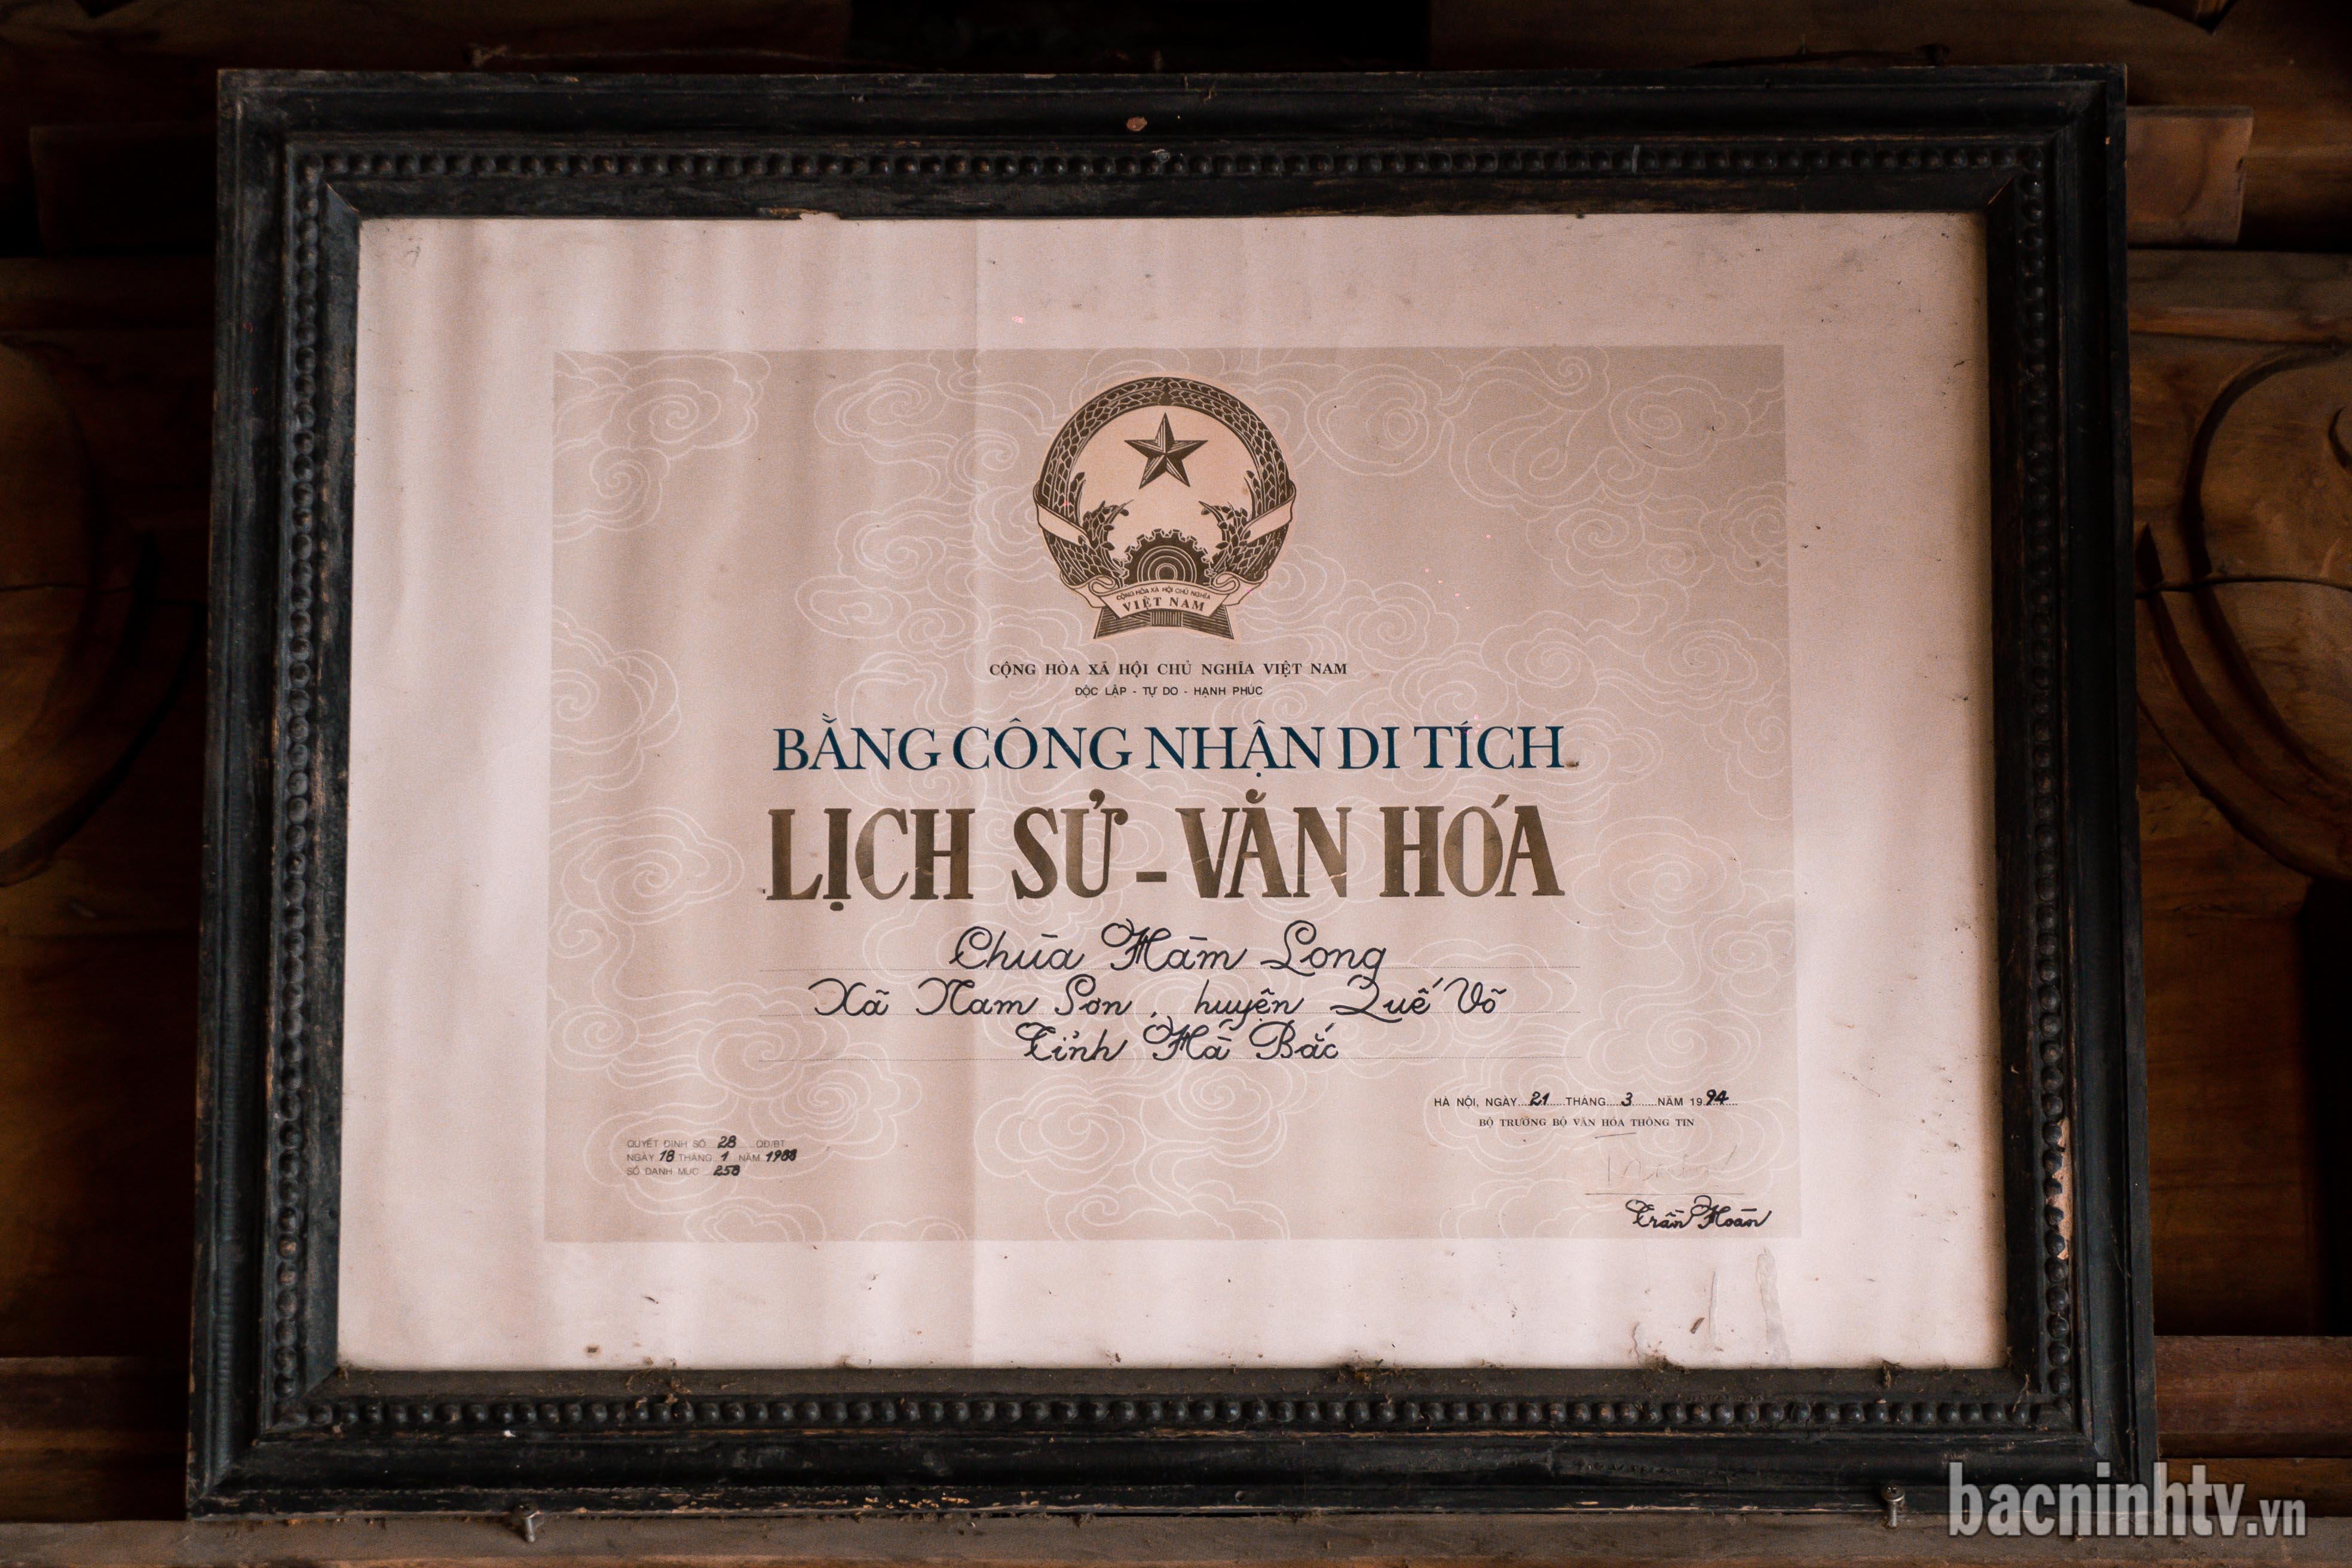 CỘNG HÒA XÃ HỘI CHỦ NGHĨA
VIỆT NAM
CỘNG HÒA XÃ HỘI CHỦ NGHĨA VIỆT NAM
ĐỘC LẬP - TỰ DO - HẠNH PHÚC
BẰNG CÔNG NHẬN DI TÍCH
LỊCH SỬ - VĂN HÓA
Chùa Hàm Long
Xã Nam Sơn, huyện Quế Võ
Tỉnh Hà Bắc
HÀ NỘI, NGÀY 21 THÁNG 3 NĂM 1994
BỘ TRƯỞNG BỘ VĂN HÓA THÔNG TIN
Trần Hoàn
QUYẾT ĐỊNH SỐ 28 QĐ/BT
NGÀY 18 THÁNG 1 NĂM 1988
SỐ DANH MỤC 258
bacninhtv.vn